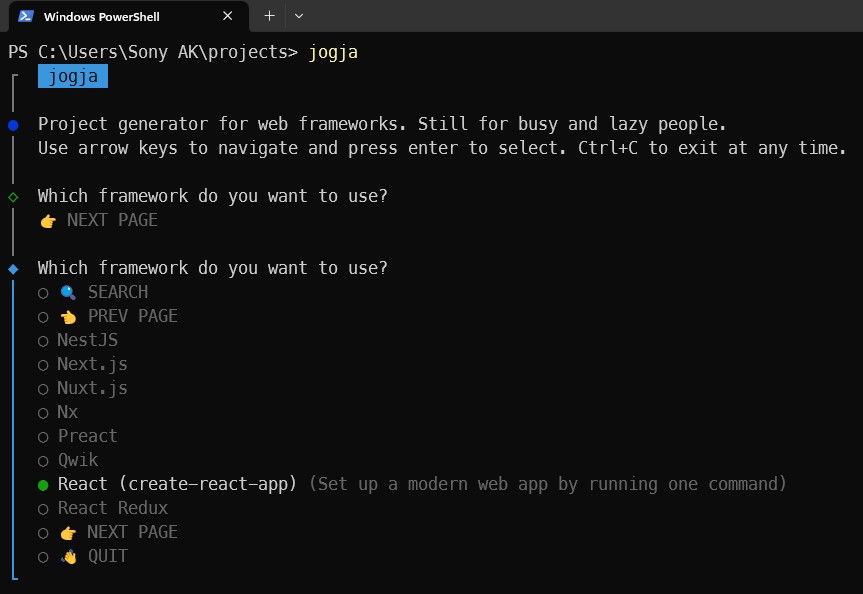 Windows PowerShell
PS C:\Users\Sony AK\projects> jogja
jogja
Project generator for web frameworks. Still for busy and lazy people.
Use arrow keys to navigate and press enter to select. Ctrl+C to exit at any time.
Which framework do you want to use?
👉 NEXT PAGE
Which framework do you want to use?
○ 🔍 SEARCH
○ 👈 PREV PAGE
○ NestJS
○ Next.js
○ Nuxt.js
○ Nx
○ Preact
○ Qwik
● React (create-react-app) (Set up a modern web app by running one command)
○ React Redux
○ 👉 NEXT PAGE
○ 👋 QUIT